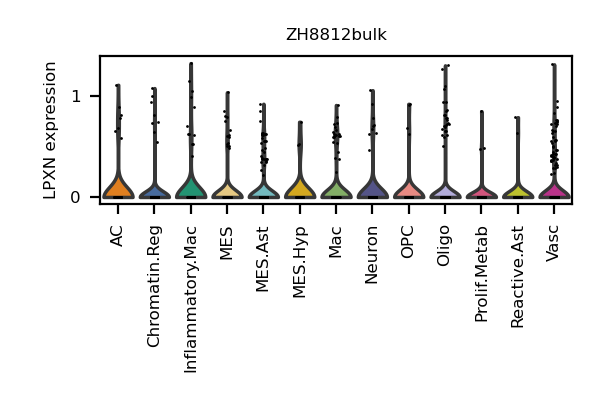 ZH8812bulk
LPXN expression
1
0
AC
Chromatin.Reg
Inflammatory.Mac
MES
MES.Ast
MES.Hyp
Mac
Neuron
OPC
Oligo
Prolif.Metab
Reactive.Ast
Vasc